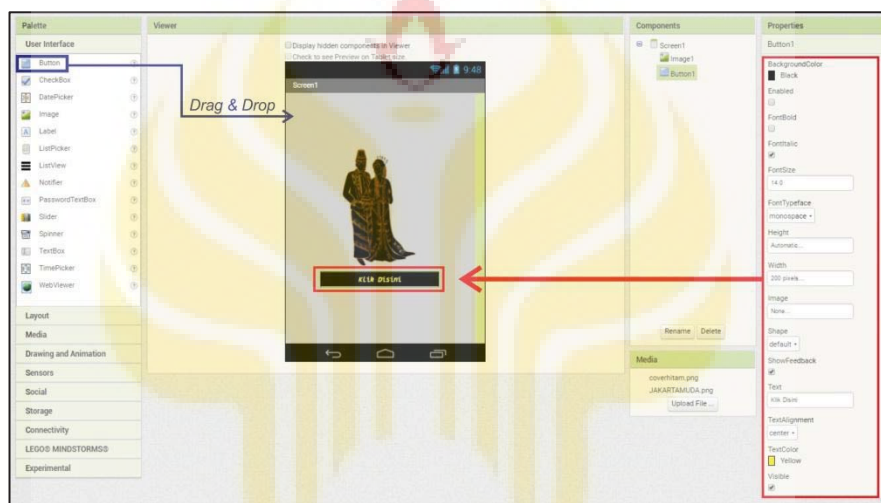 Palette
User Interface
Button
CheckBox
DatePicker
Image
Label
ListPicker
ListView
Notifier
PasswordTextBox
Slider
Spinner
TextBox
TimePicker
WebViewer
Layout
Media
Drawing and Animation
Sensors
Social
Storage
Connectivity
LEGO® MINDSTORMS®
Experimental
Drag & Drop
Viewer
Display hidden components in Viewer
Check to see Preview on Tablet size
9:48
Screen1
Klik Disini
Components
Screen1
Image1
Button1
Rename Delete
Media
coverhitam.png
JAKARTAMUDA.png
Upload File ...
Properties
Button1
BackgroundColor
Black
Enabled
FontBold
FontItalic
FontSize
14.0
FontTypeface
monospace
Height
Automatic...
Width
200 pixels...
Image
None...
Shape
default
ShowFeedback
Text
Klik Disini
TextAlignment
center
TextColor
Yellow
Visible